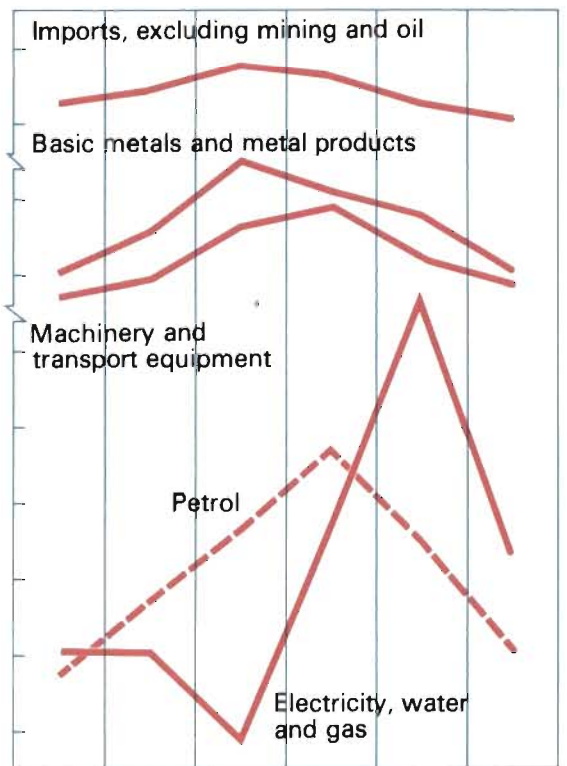 Imports, excluding mining and oil
Basic metals and metal products
Machinery and
transport equipment
Petrol
Electricity, water
and gas